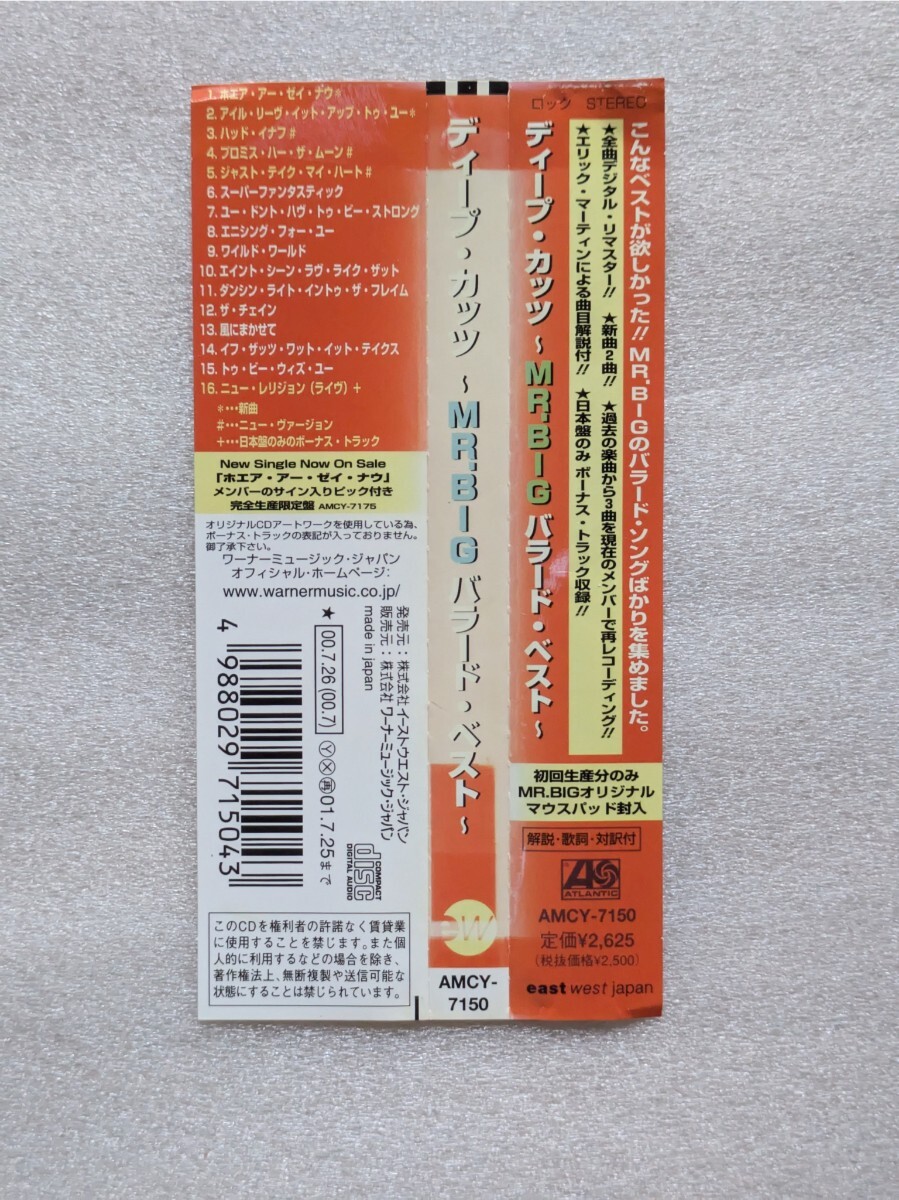 こんなベストが欲しかった!! MR.BIGのバラード・ソングばかりを集めました。
★全曲デジタル・リマスター!! ★新曲2曲!! ★過去の楽曲から3曲を現在のメンバーで再レコーディング!!
★エリック・マーティンによる曲目解説付!! ★日本盤のみ ボーナス・トラック収録!!
ロック STEREO
ディープ・カッツ ~MR.BIG バラード・ベスト~
初回生産分のみ
MR.BIGオリジナル
マウスパッド封入
解説・歌詞・対訳付
ATLANTIC
AMCY-7150
定価¥2,625
(税抜価格¥2,500)
east west japan
ディープ・カッツ ~MR.BIG バラード・ベスト~
ew
AMCY-
7150
1. ホエア・アー・ゼイ・ナウ*
2. アイル・リーヴ・イット・アップ・トゥ・ユー*
3. ハッド・イナフ#
4. プロミス・ハー・ザ・ムーン#
5. ジャスト・テイク・マイ・ハート#
6. スーパーファンタスティック
7. ユー・ドント・ハヴ・トゥ・ビー・ストロング
8. エニシング・フォー・ユー
9. ワイルド・ワールド
10. エイント・シーン・ラヴ・ライク・ザット
11. ダンシン・ライト・イントゥ・ザ・フレイム
12. ザ・チェイン
13. 風にまかせて
14. イフ・ザッツ・ワット・イット・テイクス
15. トゥ・ビー・ウィズ・ユー
16. ニュー・レリジョン(ライヴ)+
*・・・新曲
#・・・ニュー・ヴァージョン
+・・・日本盤のみのボーナス・トラック
New Single Now On Sale
「ホエア・アー・ゼイ・ナウ」
メンバーのサイン入りピック付き
完全生産限定盤 AMCY-7175
オリジナルCDアートワークを使用している為、
ボーナス・トラックの表記が入っておりません。
御了承下さい。
ワーナーミュージック・ジャパン
オフィシャル・ホームページ:
www.warnermusic.co.jp/
発売元:株式会社 イーストウエスト・ジャパン
販売元:株式会社 ワーナーミュージック・ジャパン
made in japan
★ 00.7.26 (00.7) Ⓨ Ⓧ � 01.7.25まで
4 988029 715043
COMPACT
disc
DIGITAL AUDIO
このCDを権利者の許諾なく賃貸業
に使用することを禁じます。また個
人的に利用するなどの場合を除き、
著作権法上、無断複製や送信可能な
状態にすることは禁じられています。